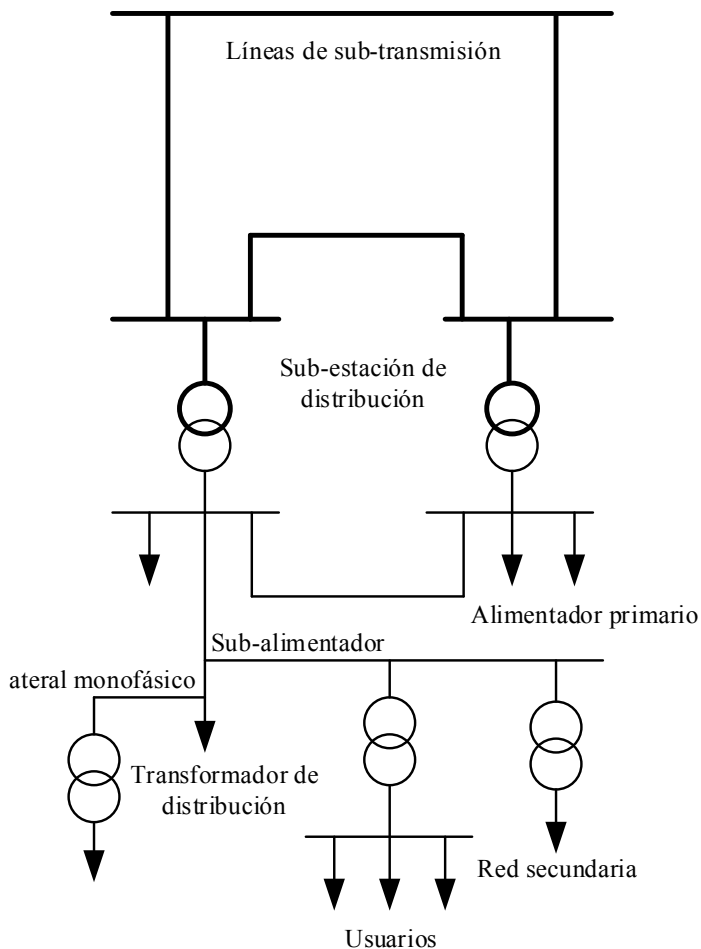 Líneas de sub-transmisión
Sub-estación de
distribución
Alimentador primario
Sub-alimentador
ateral monofásico
Transformador de
distribución
Red secundaria
Usuarios